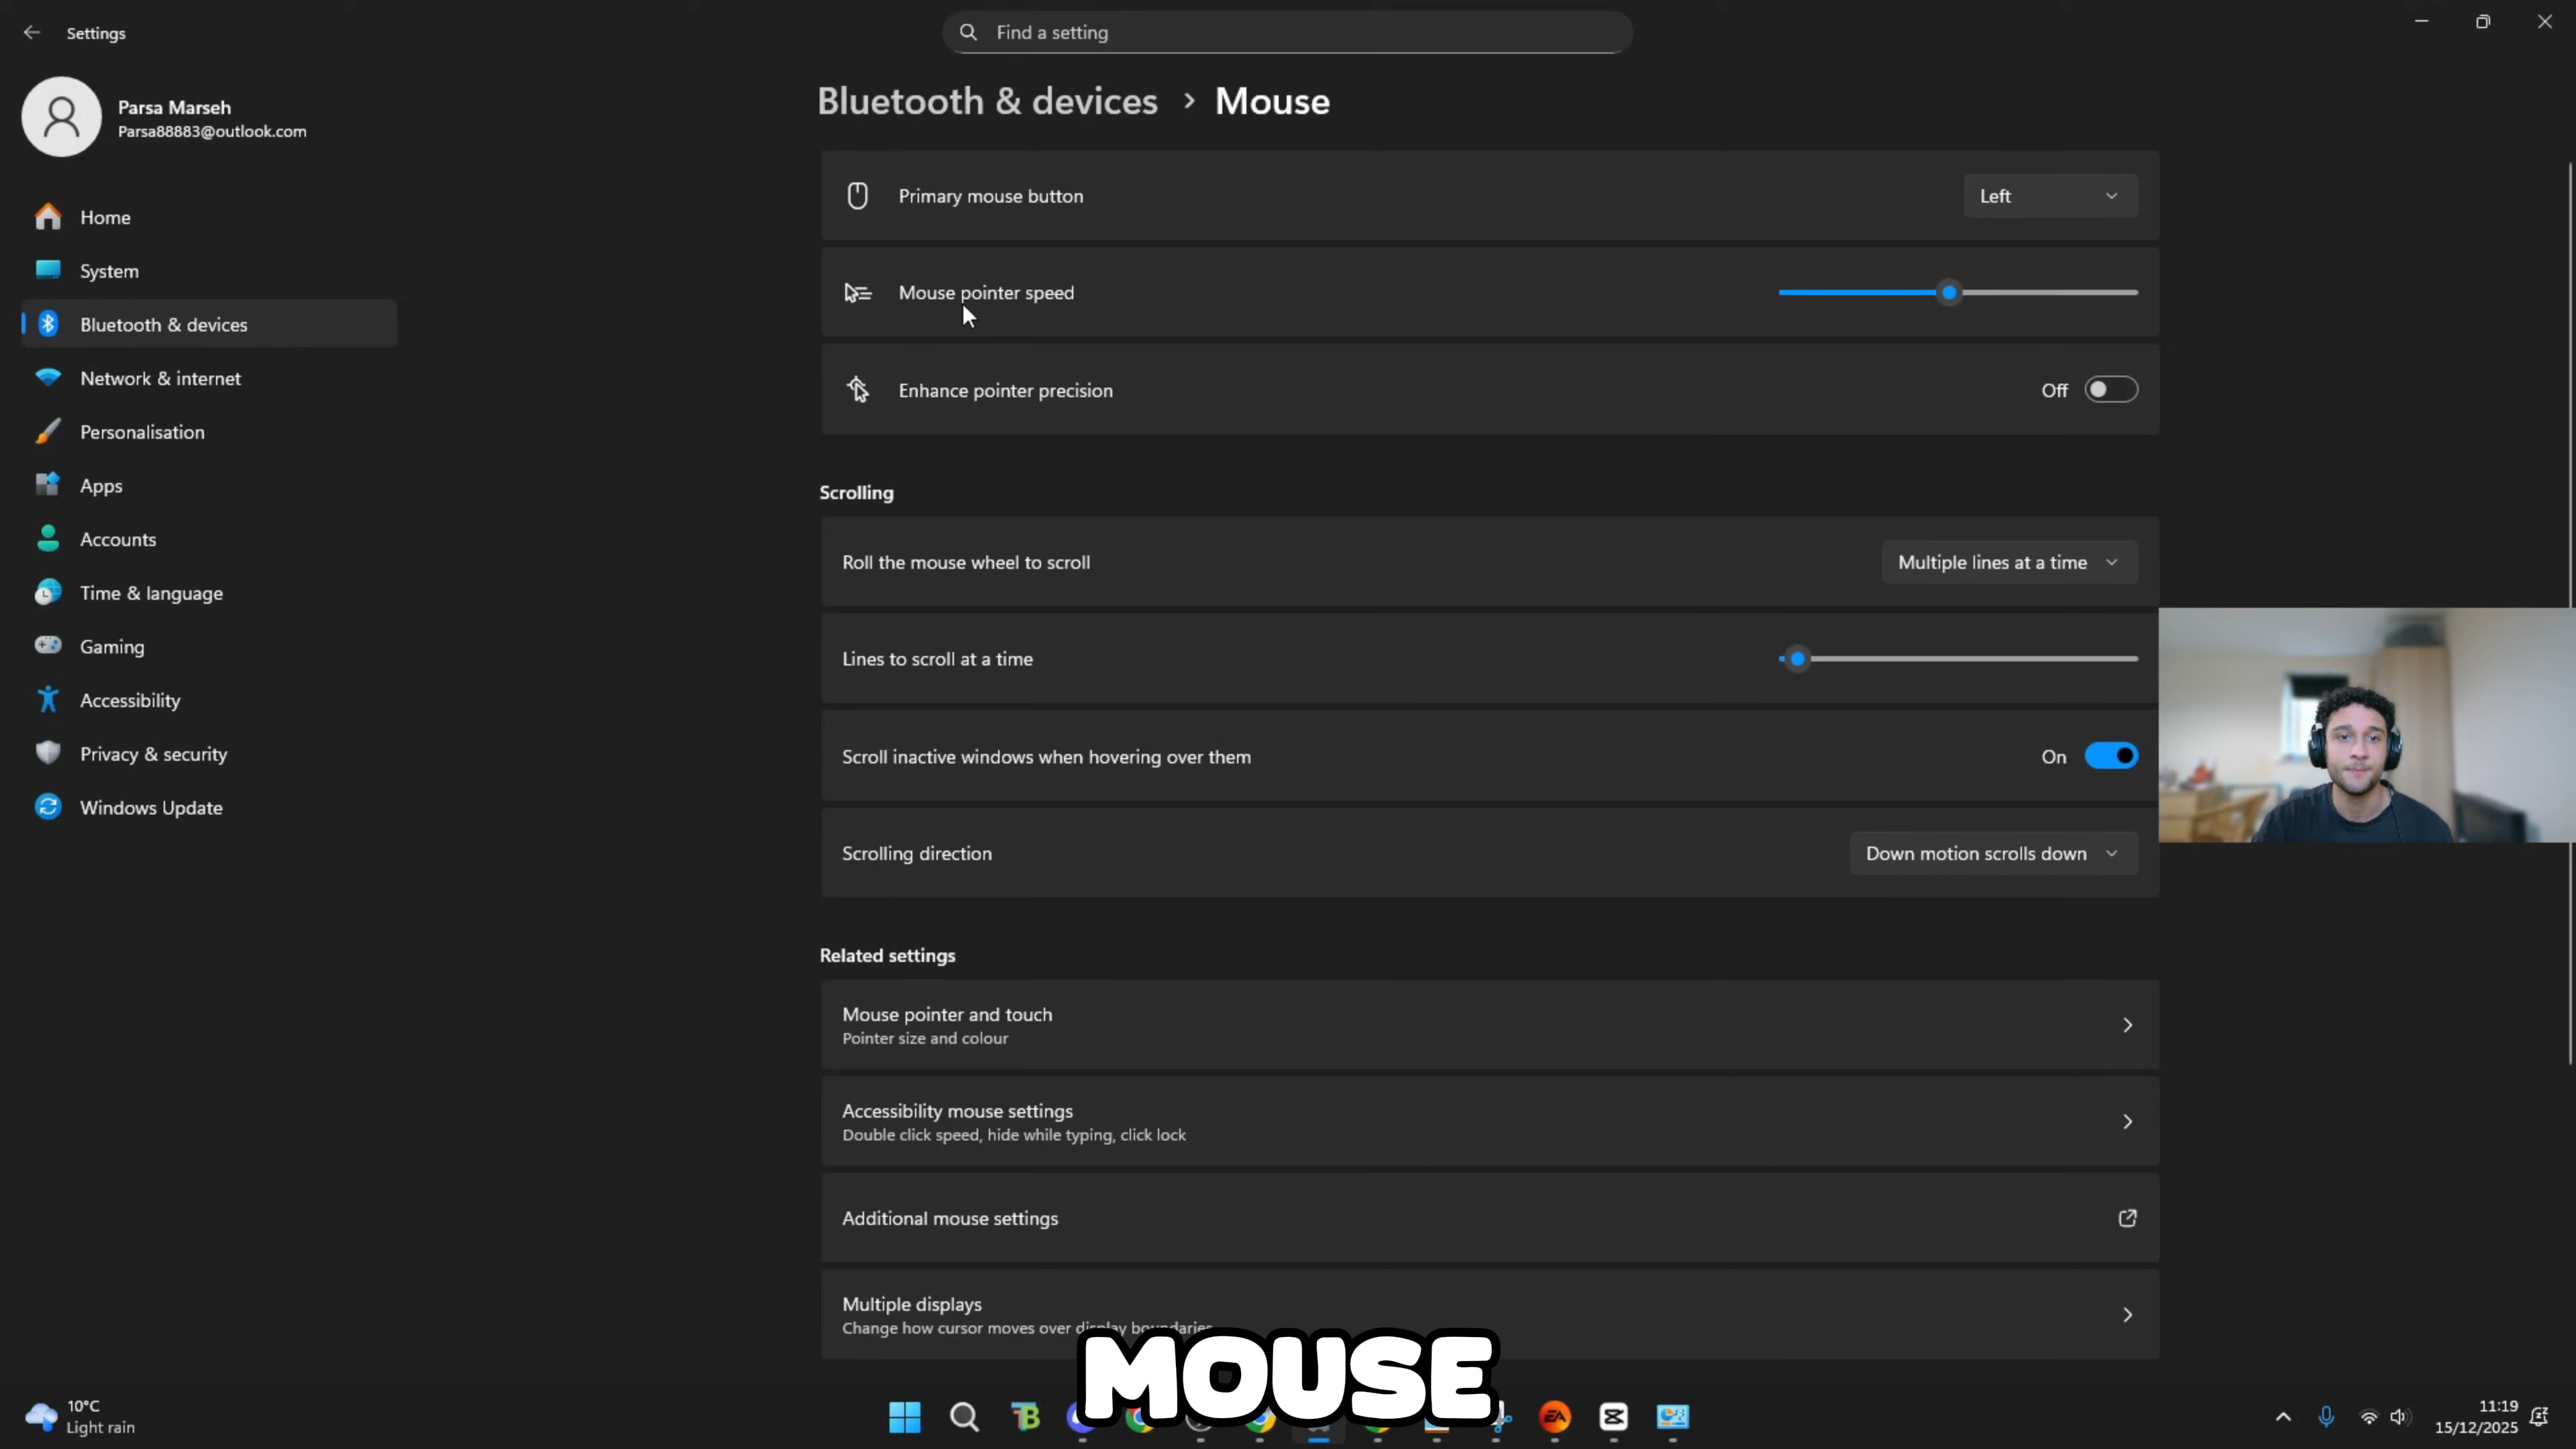 Settings
Find a setting
Parsa Marseh
Parsa88883@outlook.com
Home
System
Bluetooth & devices
Network & internet
Personalisation
Apps
Accounts
Time & language
Gaming
Accessibility
Privacy & security
Windows Update
Bluetooth & devices > Mouse
Primary mouse button
Left
Mouse pointer speed
Enhance pointer precision
Off
Scrolling
Roll the mouse wheel to scroll
Multiple lines at a time
Lines to scroll at a time
Scroll inactive windows when hovering over them
On
Scrolling direction
Down motion scrolls down
Related settings
Mouse pointer and touch
Pointer size and colour
Accessibility mouse settings
Double click speed, hide while typing, click lock
Additional mouse settings
Multiple displays
Change how cursor moves over display boundaries
MOUSE
10°C
Light rain
TB
EA
11:19
15/12/2025